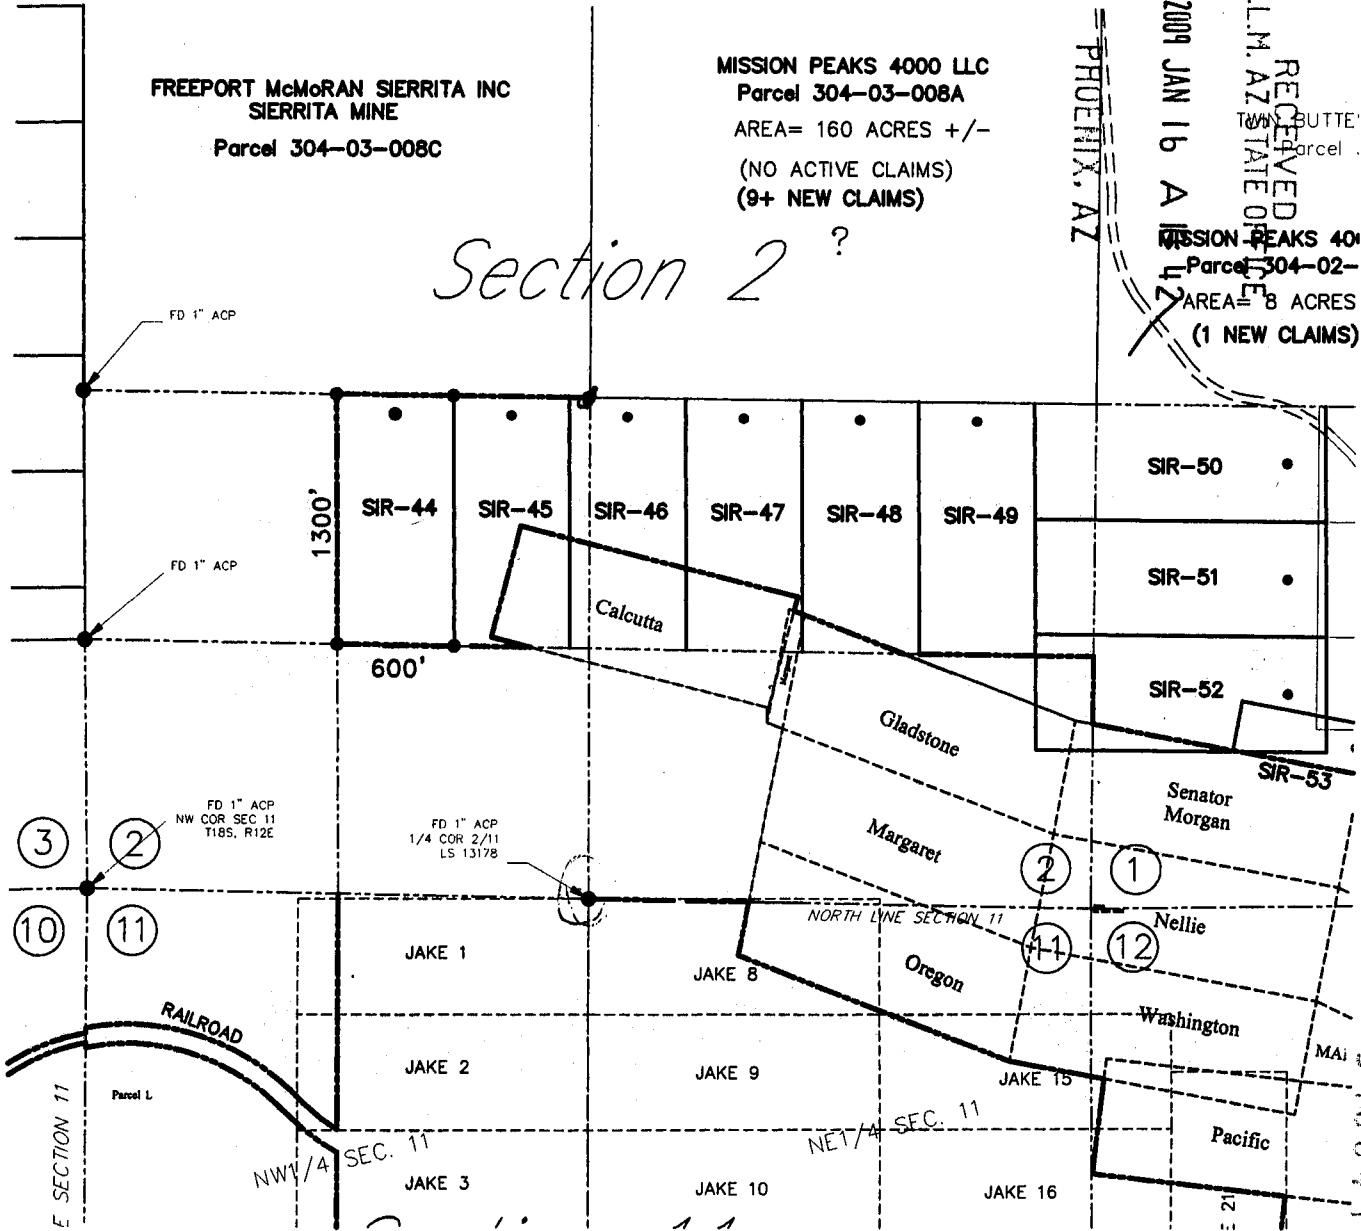 FREEPORT McMoRAN SIERRITA INC
SIERRITA MINE
Parcel 304-03-008C
MISSION PEAKS 4000 LLC
Parcel 304-03-008A
AREA= 160 ACRES +/-
(NO ACTIVE CLAIMS)
(9+ NEW CLAIMS)
?
Section 2
RECEIVED
.L.M. AZ STATE OFFICE
2009 JAN 16 A 10:42
PHOENIX, AZ
TWIN BUTTE'
Parcel
MISSION PEAKS 40
Parcel 304-02-
AREA= 8 ACRES
(1 NEW CLAIMS)
FD 1" ACP
SIR-44
SIR-45
SIR-46
SIR-47
SIR-48
SIR-49
SIR-50
SIR-51
SIR-52
SIR-53
1300'
600'
FD 1" ACP
Calcutta
Gladstone
Margaret
Senator
Morgan
FD 1" ACP
NW COR SEC 11
T18S, R12E
FD 1" ACP
1/4 COR 2/11
LS 13178
3
2
10
11
2
1
11
12
NORTH LINE SECTION 11
Nellie
Oregon
Washington
Pacific
MAI
JAKE 1
JAKE 8
JAKE 2
JAKE 9
JAKE 15
JAKE 3
JAKE 10
JAKE 16
RAILROAD
Parcel L
E SECTION 11
NW1/4 SEC. 11
NE1/4 SEC. 11
E 21